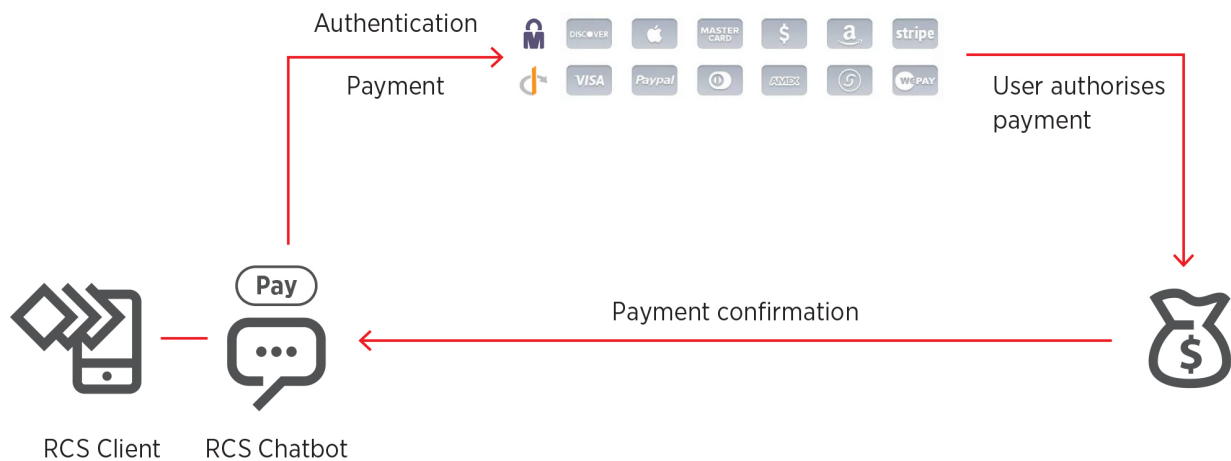 Authentication
DISCOVER
MASTER
CARD
$
a
stripe
Payment
VISA
Paypal
AMEX
WePAY
User authorises
payment
Pay
Payment confirmation
$
RCS Client
RCS Chatbot